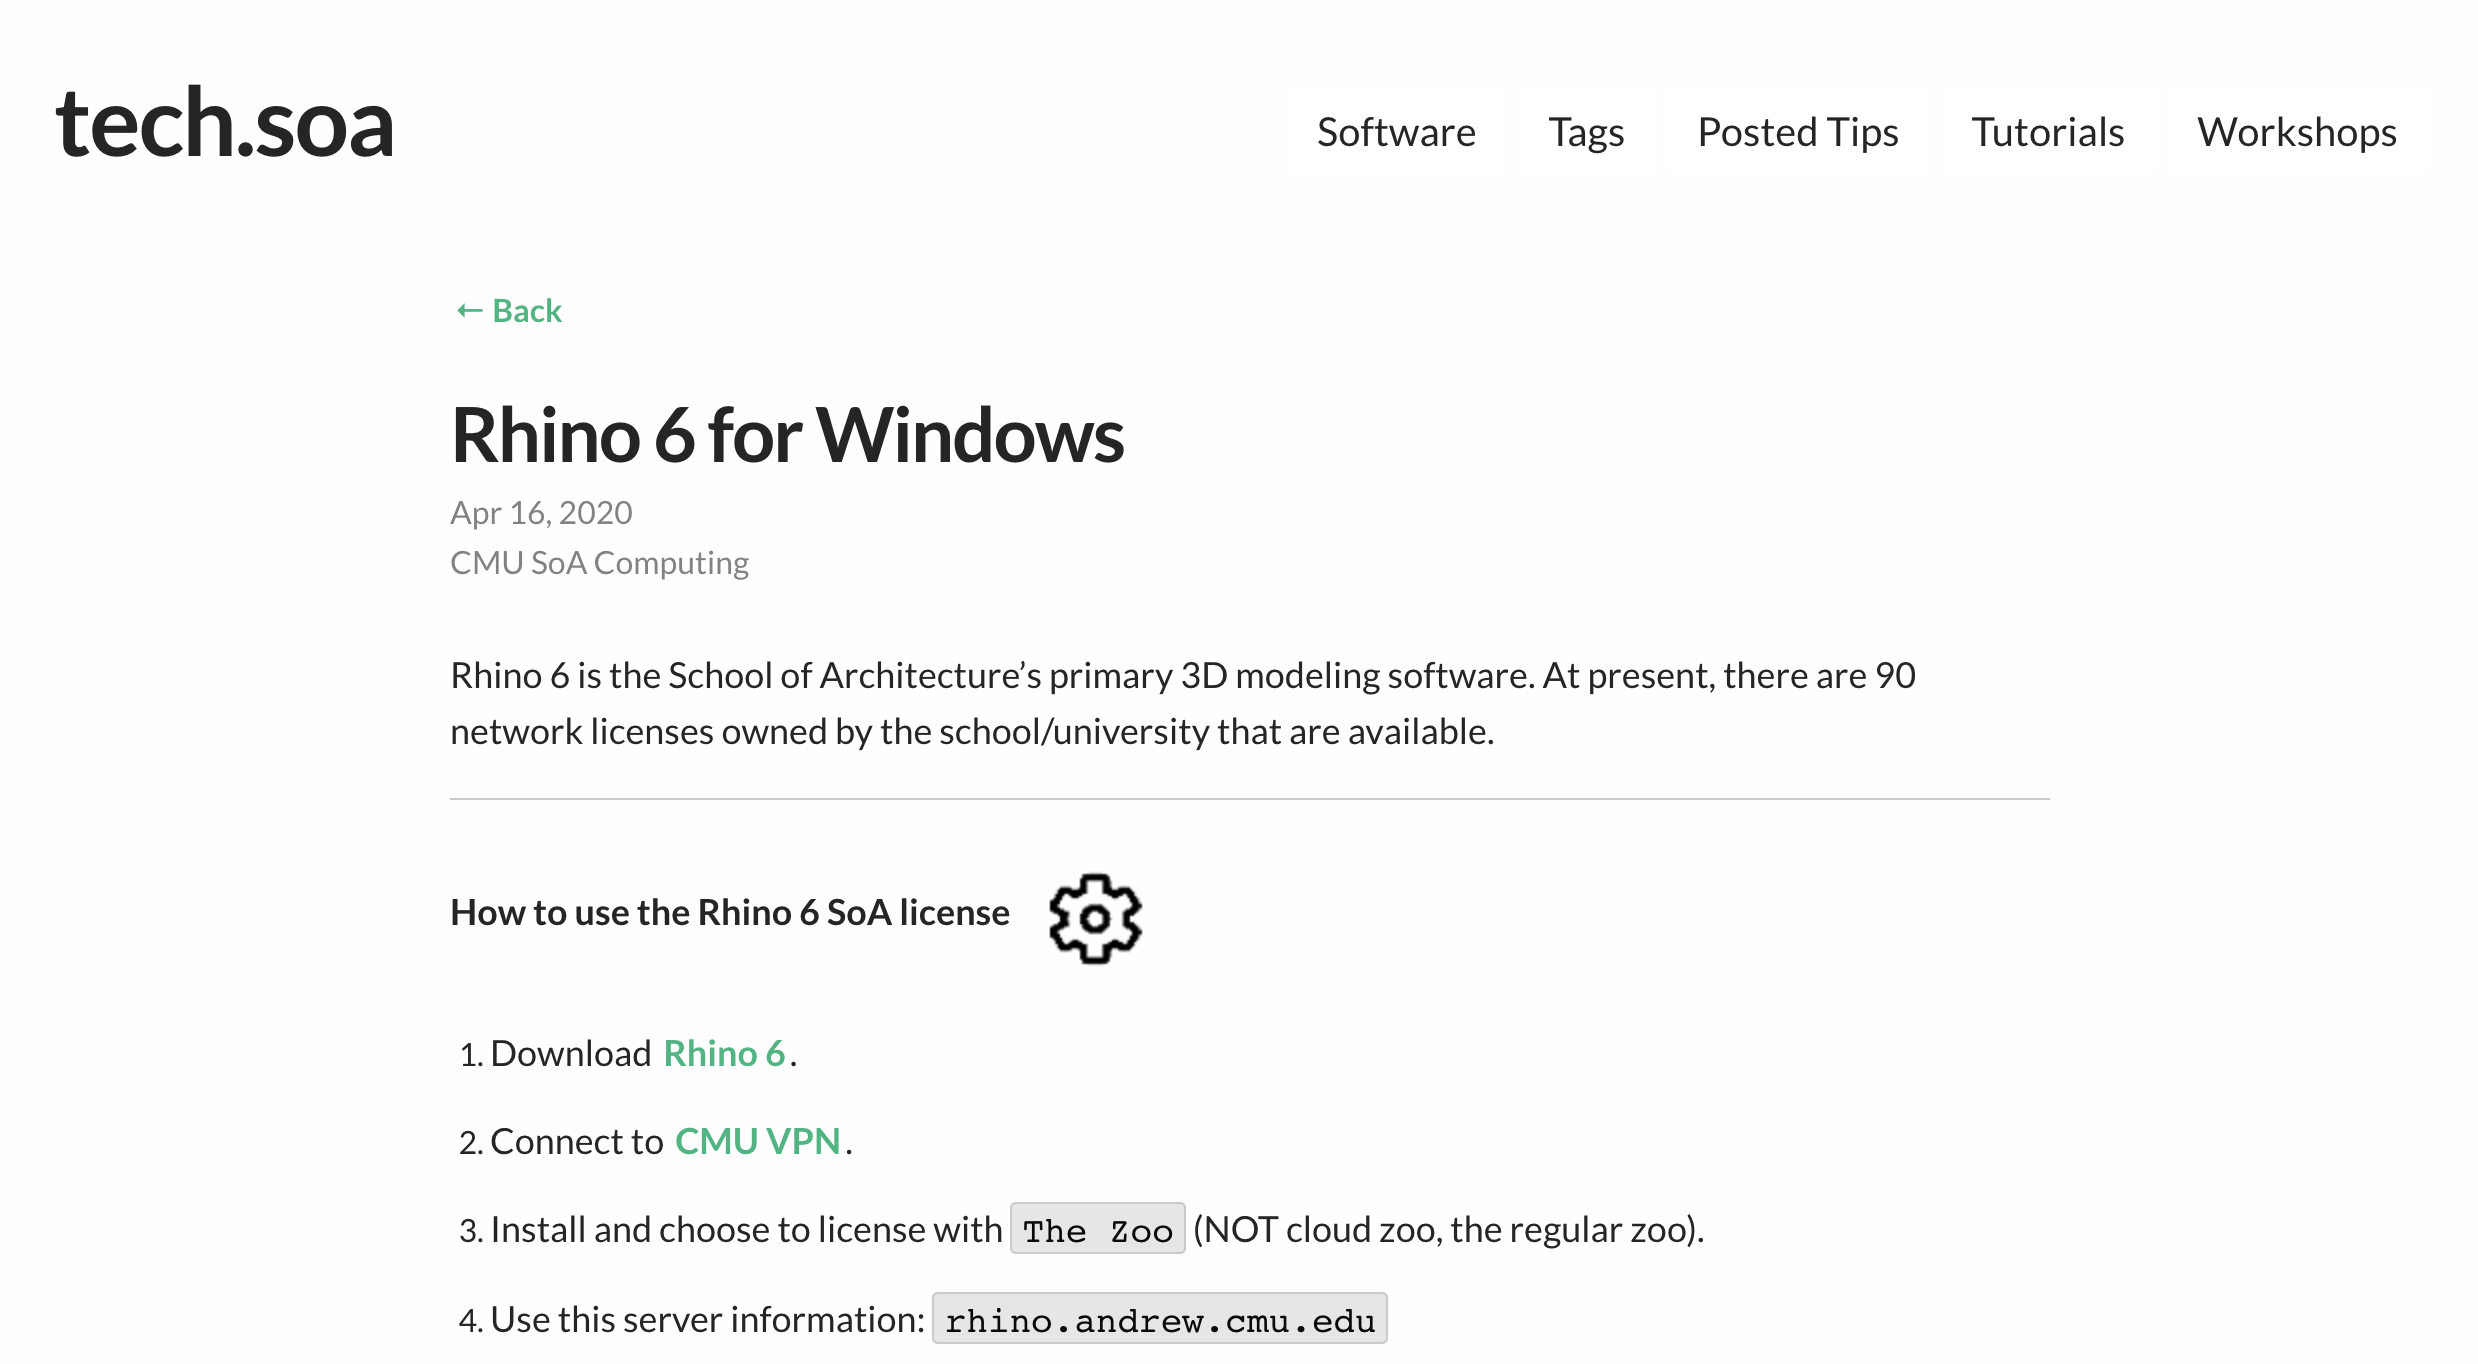 tech.soa
Software Tags Posted Tips Tutorials Workshops
← Back
Rhino 6 for Windows
Apr 16, 2020
CMU SoA Computing
Rhino 6 is the School of Architecture’s primary 3D modeling software. At present, there are 90
network licenses owned by the school/university that are available.
How to use the Rhino 6 SoA license
1. Download Rhino 6.
2. Connect to CMU VPN.
3. Install and choose to license with The Zoo (NOT cloud zoo, the regular zoo).
4. Use this server information: rhino.andrew.cmu.edu